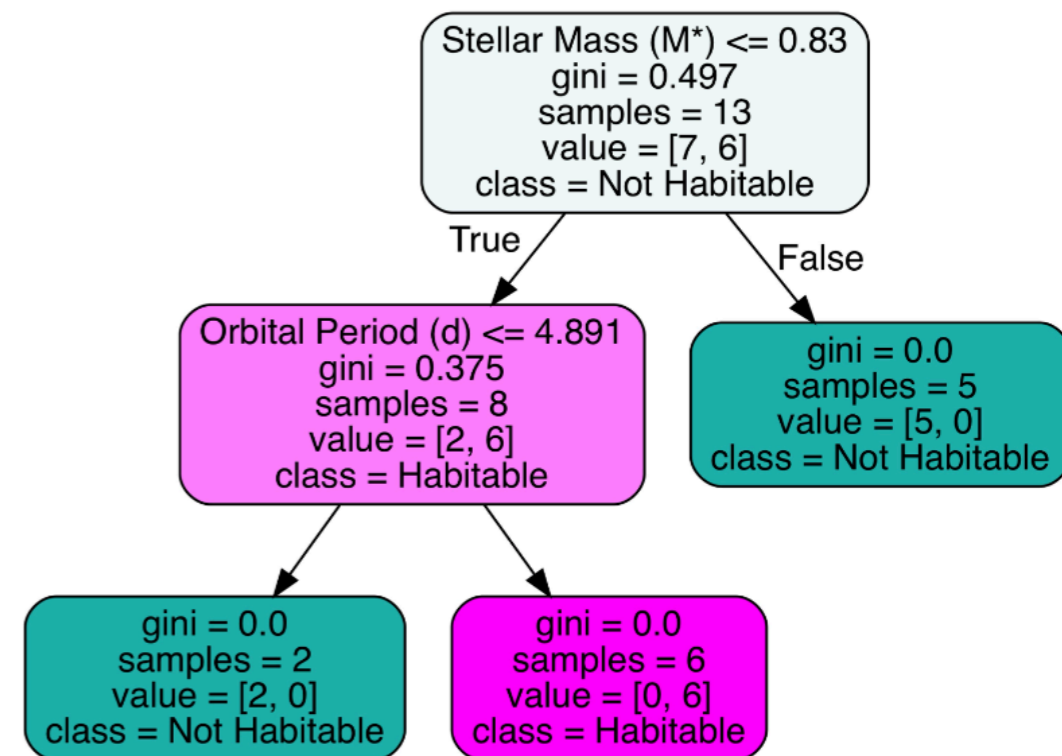 Stellar Mass (M*) <= 0.83
gini = 0.497
samples = 13
value = [7, 6]
class = Not Habitable
True
False
Orbital Period (d) <= 4.891
gini = 0.375
samples = 8
value = [2, 6]
class = Habitable
gini = 0.0
samples = 5
value = [5, 0]
class = Not Habitable
gini = 0.0
samples = 2
value = [2, 0]
class = Not Habitable
gini = 0.0
samples = 6
value = [0, 6]
class = Habitable